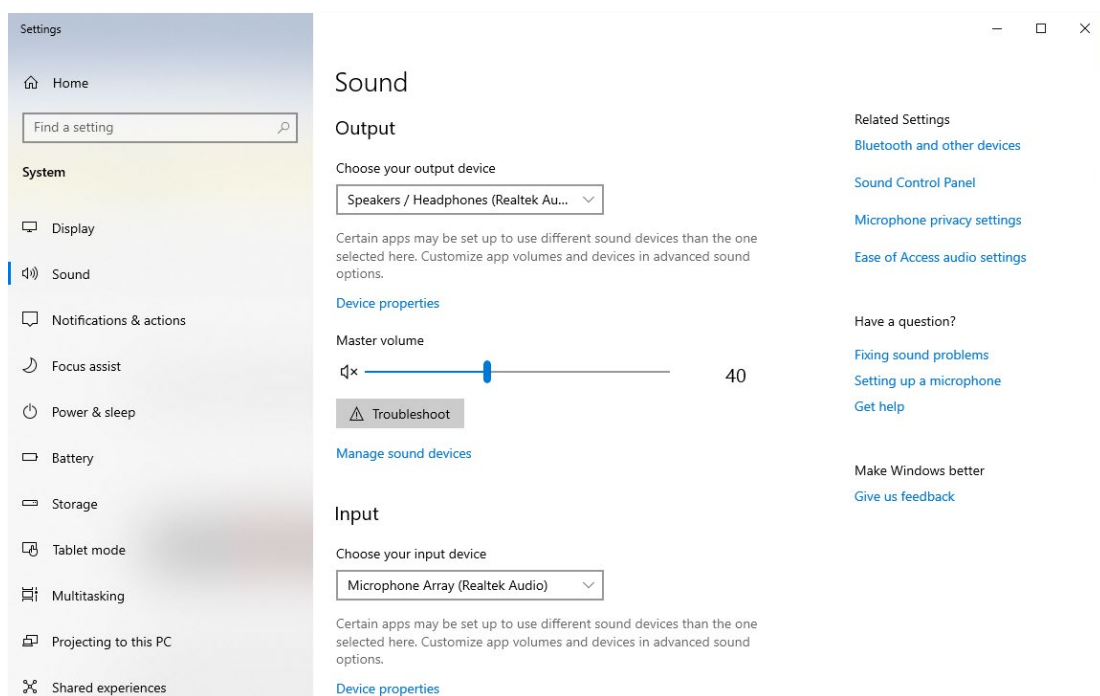 Settings
Home
Find a setting
System
Display
Sound
Notifications & actions
Focus assist
Power & sleep
Battery
Storage
Tablet mode
Multitasking
Projecting to this PC
Shared experiences
Sound
Output
Choose your output device
Speakers / Headphones (Realtek Au...
Certain apps may be set up to use different sound devices than the one
selected here. Customize app volumes and devices in advanced sound
options.
Device properties
Master volume
40
Troubleshoot
Manage sound devices
Input
Choose your input device
Microphone Array (Realtek Audio)
Certain apps may be set up to use different sound devices than the one
selected here. Customize app volumes and devices in advanced sound
options.
Device properties
Related Settings
Bluetooth and other devices
Sound Control Panel
Microphone privacy settings
Ease of Access audio settings
Have a question?
Fixing sound problems
Setting up a microphone
Get help
Make Windows better
Give us feedback